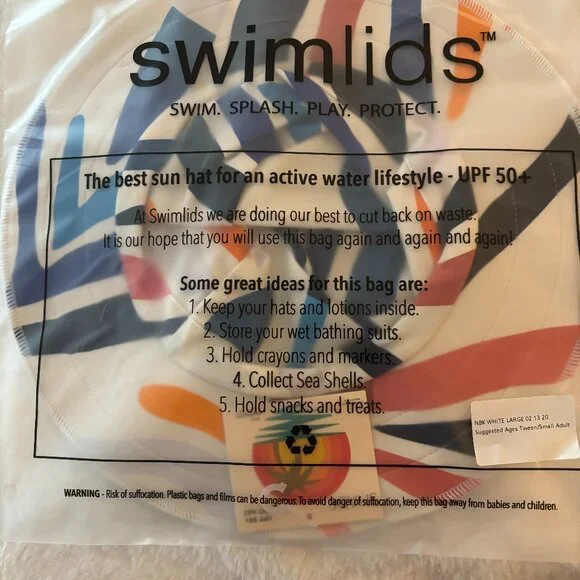 swimlids™
SWIM. SPLASH. PLAY. PROTECT.
The best sun hat for an active water lifestyle - UPF 50+
At Swimlids we are doing our best to cut back on waste.
It is our hope that you will use this bag again and again and again!
Some great ideas for this bag are:
1. Keep your hats and lotions inside.
2. Store your wet bathing suits.
3. Hold crayons and markers.
4. Collect Sea Shells.
5. Hold snacks and treats.
NBK WHITE LARGE 02 13 20
Suggested Ages Tween/Small Adult
WARNING - Risk of suffocation. Plastic bags and films can be dangerous. To avoid danger of suffocation, keep this bag away from babies and children.